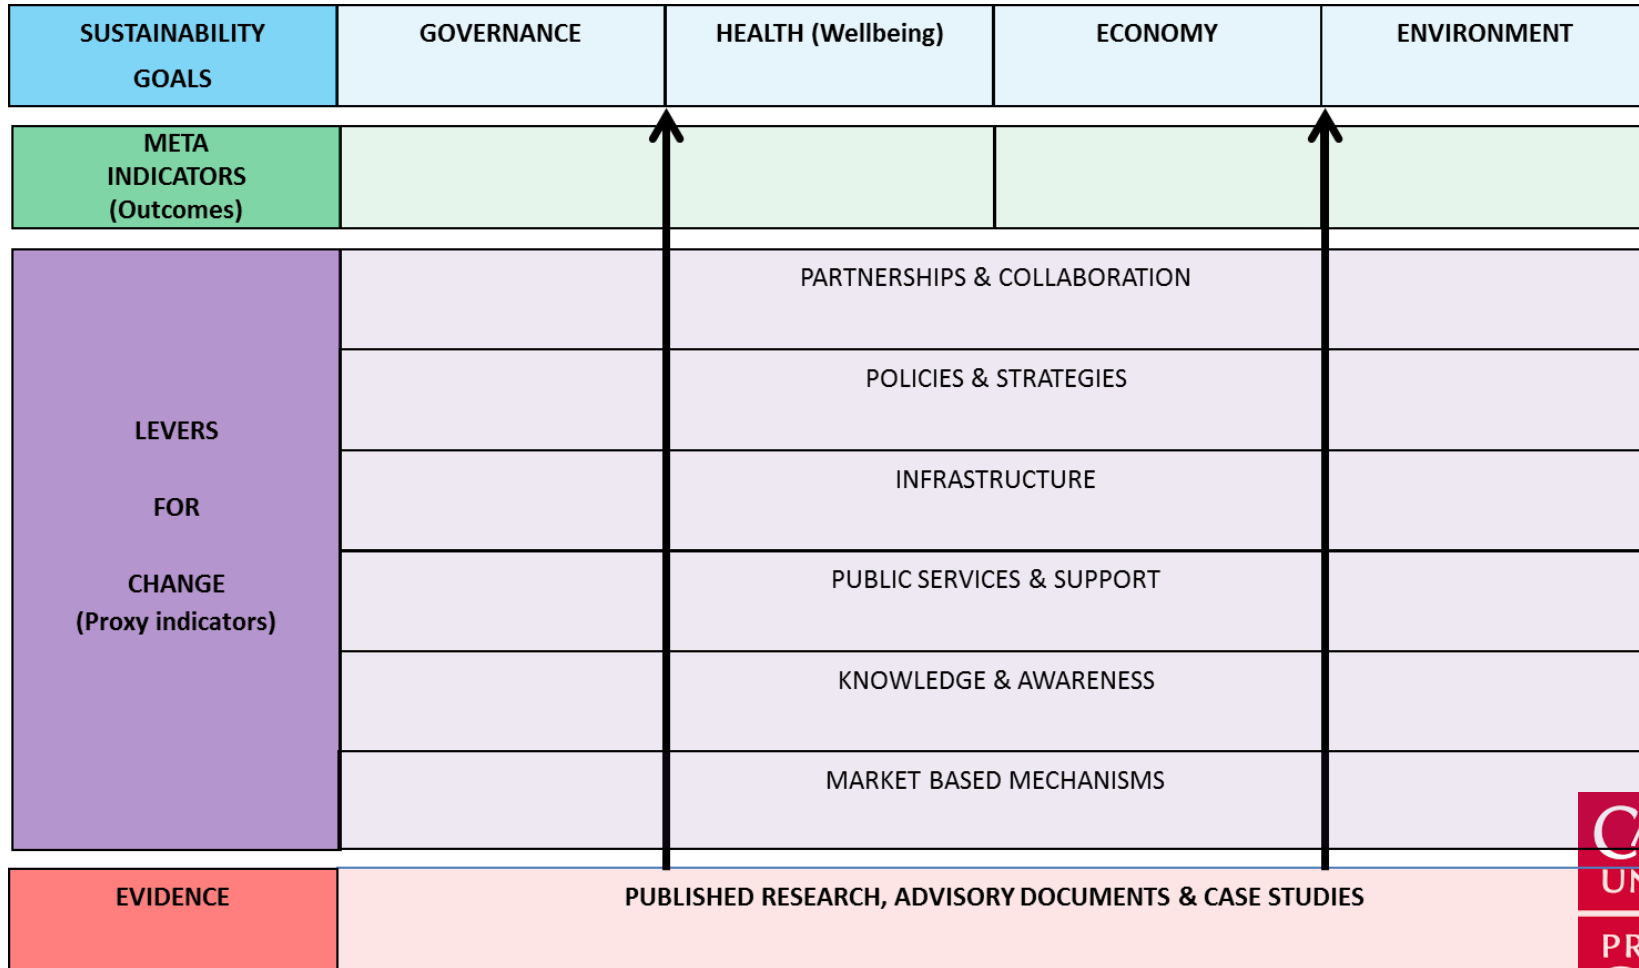 SUSTAINABILITY
GOALS
GOVERNANCE
HEALTH (Wellbeing)
ECONOMY
ENVIRONMENT
META
INDICATORS
(Outcomes)
LEVERS
FOR
CHANGE
(Proxy indicators)
PARTNERSHIPS & COLLABORATION
POLICIES & STRATEGIES
INFRASTRUCTURE
PUBLIC SERVICES & SUPPORT
KNOWLEDGE & AWARENESS
MARKET BASED MECHANISMS
EVIDENCE
PUBLISHED RESEARCH, ADVISORY DOCUMENTS & CASE STUDIES